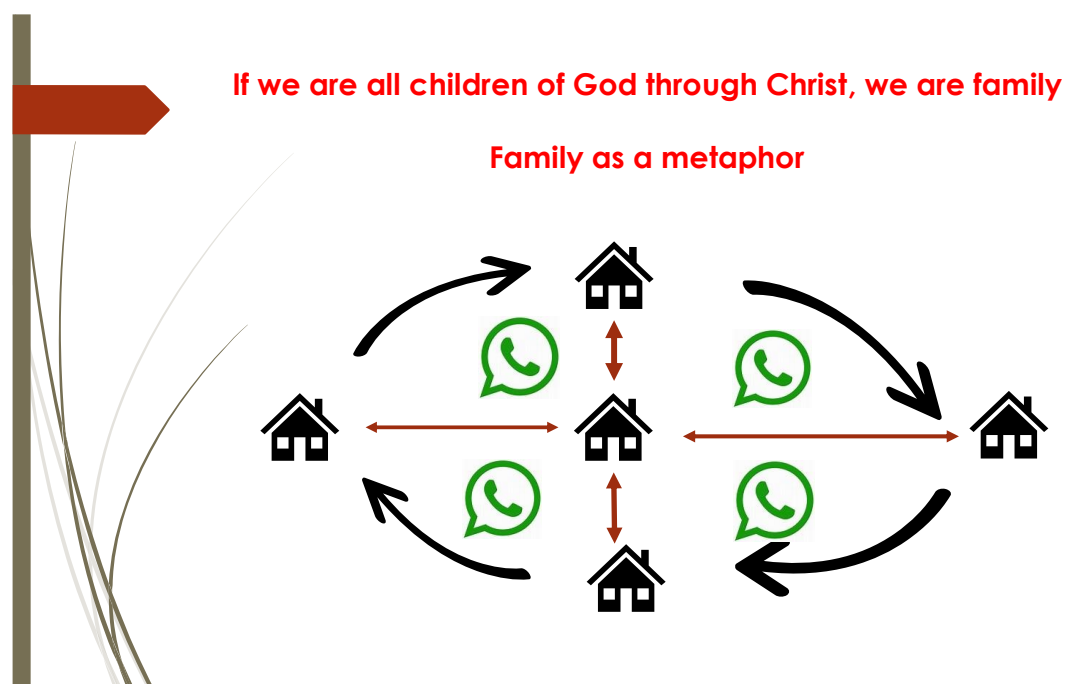 If we are all children of God through Christ, we are family
Family as a metaphor